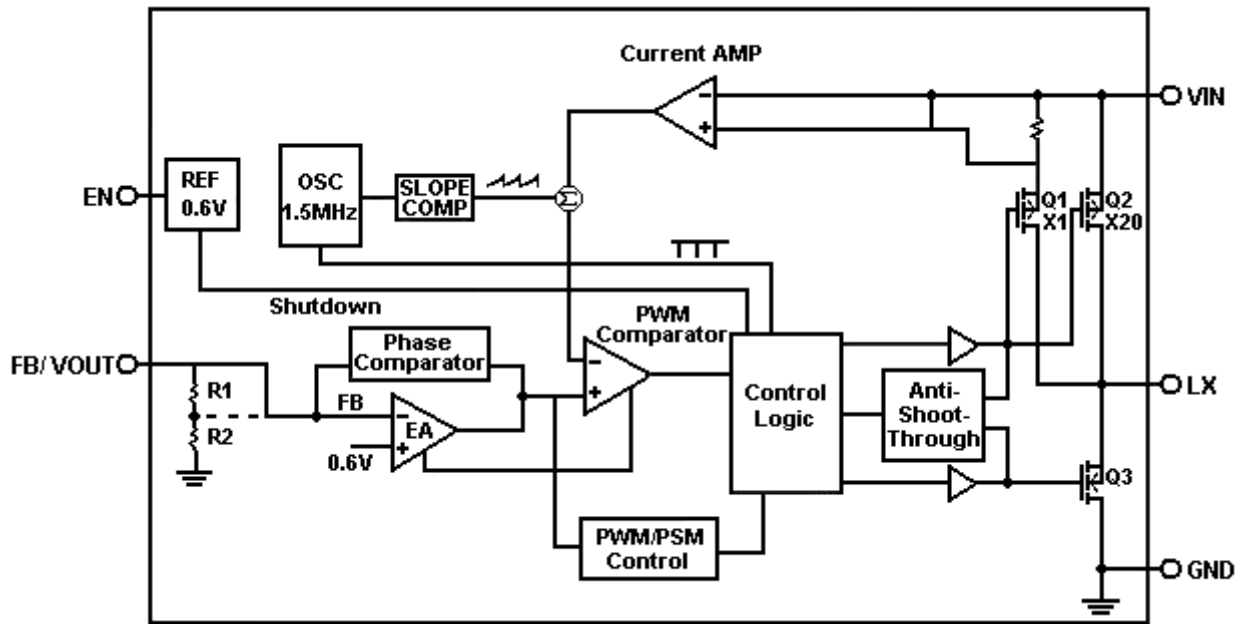 Current AMP
VIN
EN
REF
0.6V
OSC
1.5MHz
SLOPE
COMP
Σ
Q1
X1
Q2
X20
Shutdown
PWM
Comparator
FB/ VOUT
Phase
Comparator
R1
R2
FB
EA
0.6V
Control
Logic
Anti-
Shoot-
Through
LX
Q3
PWM/PSM
Control
GND